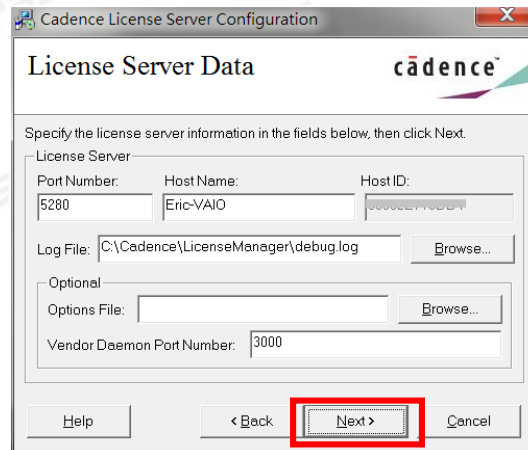 Cadence License Server Configuration
License Server Data
cādence™
Specify the license server information in the fields below, then click Next.
License Server
Port Number: Host Name: Host ID:
5280 Eric-VAIO
Log File: C:\Cadence\LicenseManager\debug.log Browse...
Optional
Options File: Browse...
Vendor Daemon Port Number: 3000
Help < Back Next > Cancel